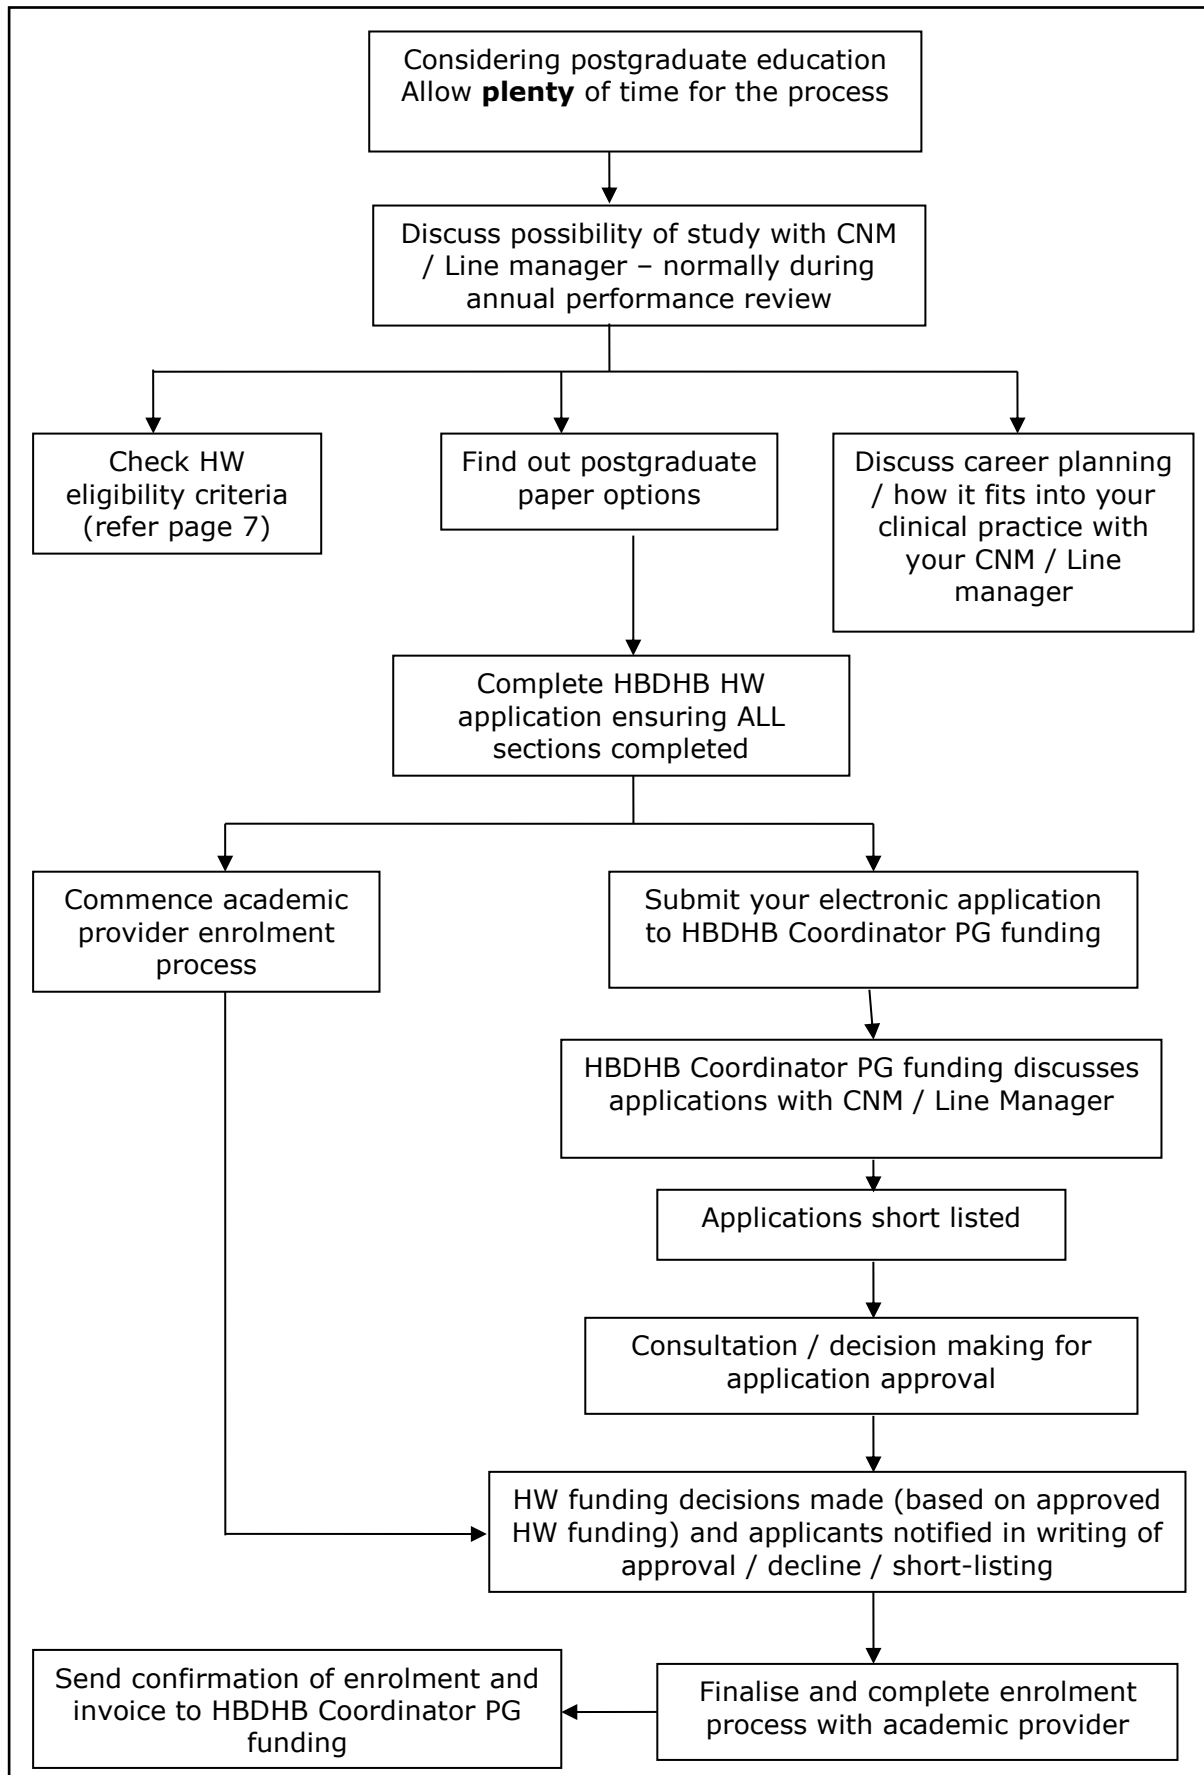 Considering postgraduate education
Allow plenty of time for the process
Discuss possibility of study with CNM
/ Line manager – normally during
annual performance review
Check HW
eligibility criteria
(refer page 7)
Find out postgraduate
paper options
Discuss career planning
/ how it fits into your
clinical practice with
your CNM / Line
manager
Complete HBDHB HW
application ensuring ALL
sections completed
Commence academic
provider enrolment
process
Submit your electronic application
to HBDHB Coordinator PG funding
HBDHB Coordinator PG funding discusses
applications with CNM / Line Manager
Applications short listed
Consultation / decision making for
application approval
HW funding decisions made (based on approved
HW funding) and applicants notified in writing of
approval / decline / short-listing
Send confirmation of enrolment and
invoice to HBDHB Coordinator PG
funding
Finalise and complete enrolment
process with academic provider